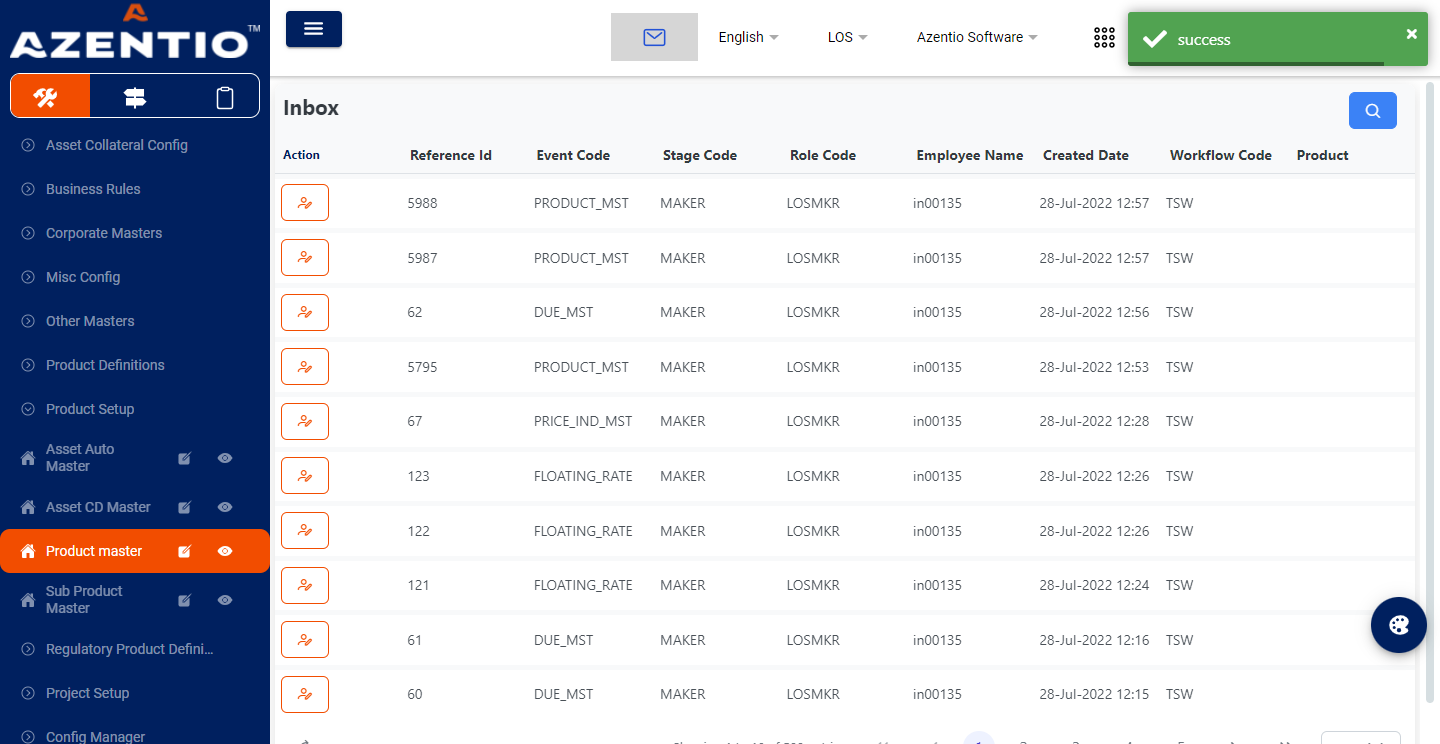 AZENTIO™
English
LOS
Azentio Software
success
Asset Collateral Config
Business Rules
Corporate Masters
Misc Config
Other Masters
Product Definitions
Product Setup
Asset Auto
Master
Asset CD Master
Product master
Sub Product
Master
Regulatory Product Defini...
Project Setup
Config Manager
Inbox
Action Reference Id Event Code Stage Code Role Code Employee Name Created Date Workflow Code Product
5988 PRODUCT_MST MAKER LOSMKR in00135 28-Jul-2022 12:57 TSW
5987 PRODUCT_MST MAKER LOSMKR in00135 28-Jul-2022 12:57 TSW
62 DUE_MST MAKER LOSMKR in00135 28-Jul-2022 12:56 TSW
5795 PRODUCT_MST MAKER LOSMKR in00135 28-Jul-2022 12:53 TSW
67 PRICE_IND_MST MAKER LOSMKR in00135 28-Jul-2022 12:28 TSW
123 FLOATING_RATE MAKER LOSMKR in00135 28-Jul-2022 12:26 TSW
122 FLOATING_RATE MAKER LOSMKR in00135 28-Jul-2022 12:26 TSW
121 FLOATING_RATE MAKER LOSMKR in00135 28-Jul-2022 12:24 TSW
61 DUE_MST MAKER LOSMKR in00135 28-Jul-2022 12:16 TSW
60 DUE_MST MAKER LOSMKR in00135 28-Jul-2022 12:15 TSW